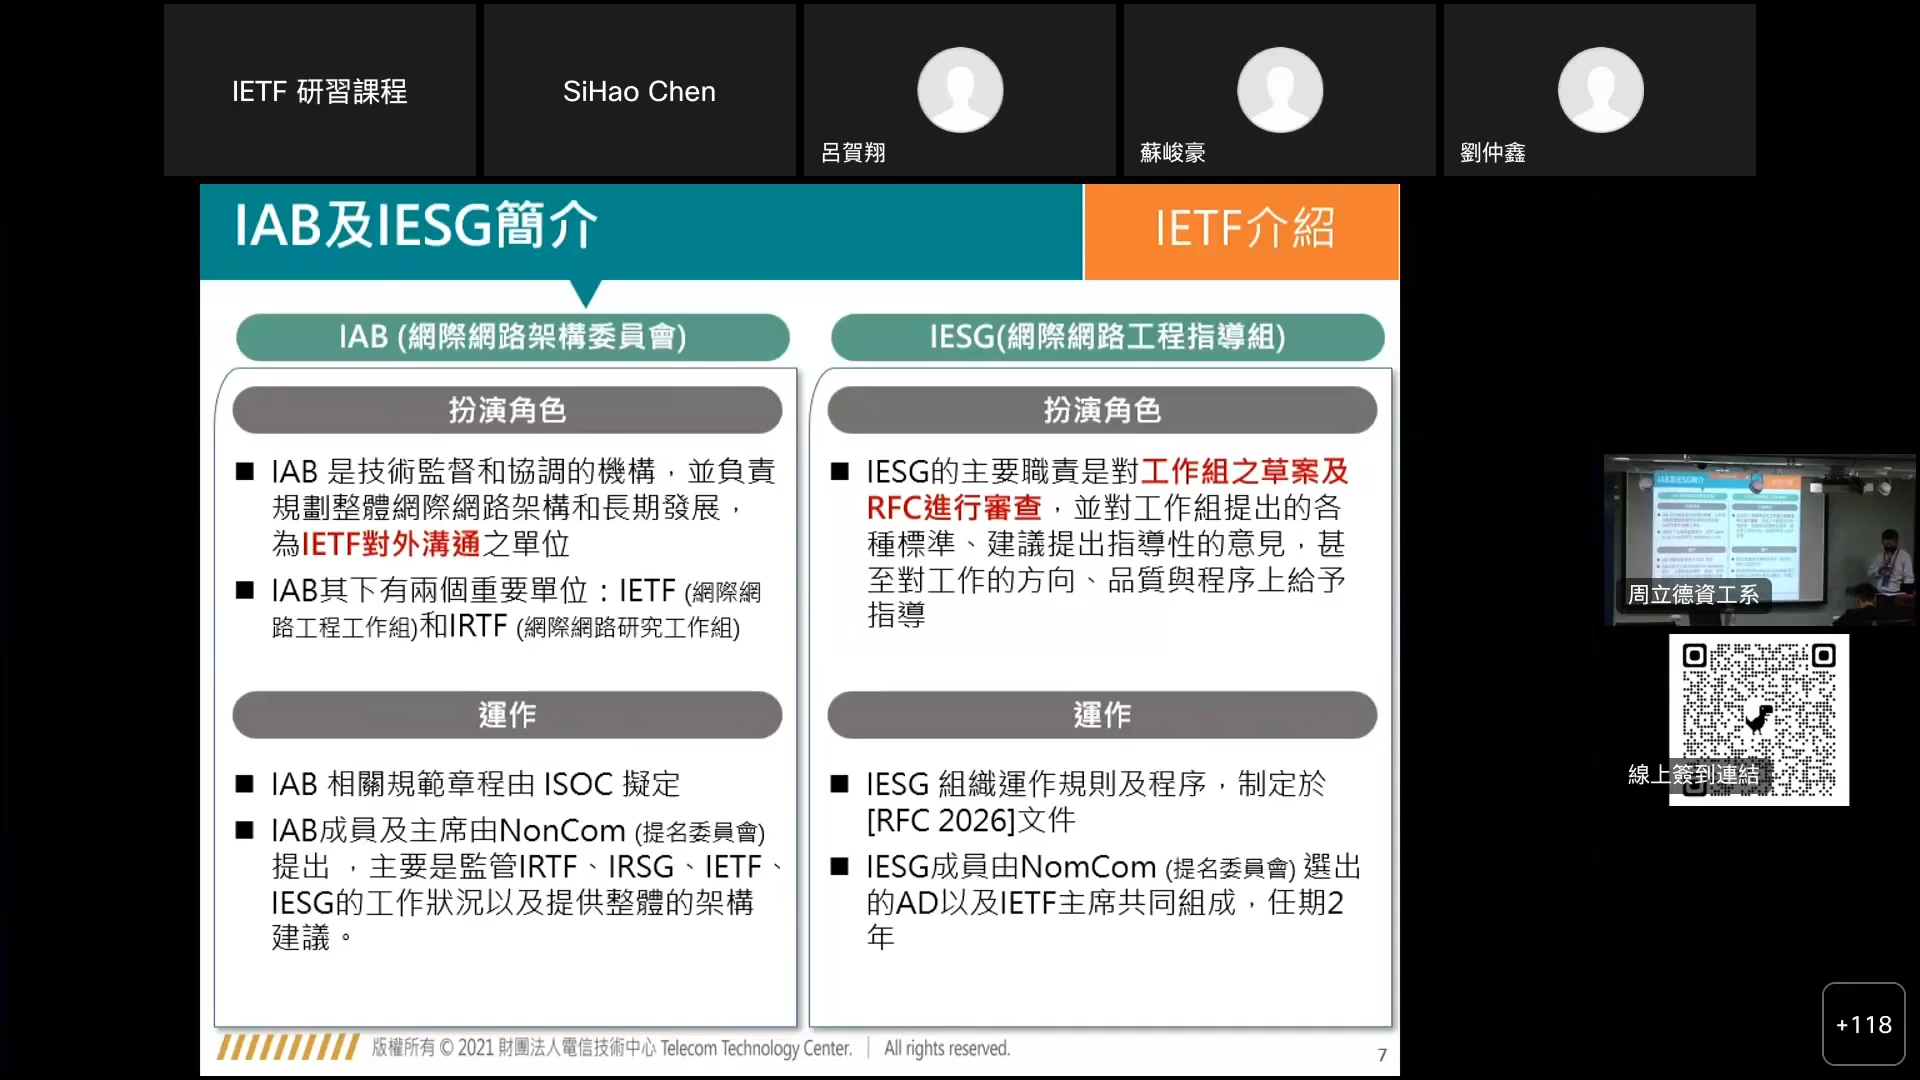 IETF 研習課程
SiHao Chen
呂賀翔
蘇峻豪
劉仲鑫
IAB及IESG簡介
IETF介紹
IAB (網際網路架構委員會)
扮演角色
■ IAB 是技術監督和協調的機構，並負責
規劃整體網際網路架構和長期發展，
為IETF對外溝通之單位
■ IAB其下有兩個重要單位：IETF (網際網
路工程工作組)和IRTF (網際網路研究工作組)
運作
■ IAB 相關規範章程由 ISOC 擬定
■ IAB成員及主席由NonCom (提名委員會)
提出 ，主要是監管IRTF、IRSG、IETF、
IESG的工作狀況以及提供整體的架構
建議。
IESG(網際網路工程指導組)
扮演角色
■ IESG的主要職責是對工作組之草案及
RFC進行審查，並對工作組提出的各
種標準、建議提出指導性的意見，甚
至對工作的方向、品質與程序上給予
指導
運作
■ IESG 組織運作規則及程序，制定於
[RFC 2026]文件
■ IESG成員由NomCom (提名委員會) 選出
的AD以及IETF主席共同組成，任期2
年
版權所有 © 2021 財團法人電信技術中心 Telecom Technology Center. | All rights reserved.
7
周立德資工系
線上簽到連結
+118